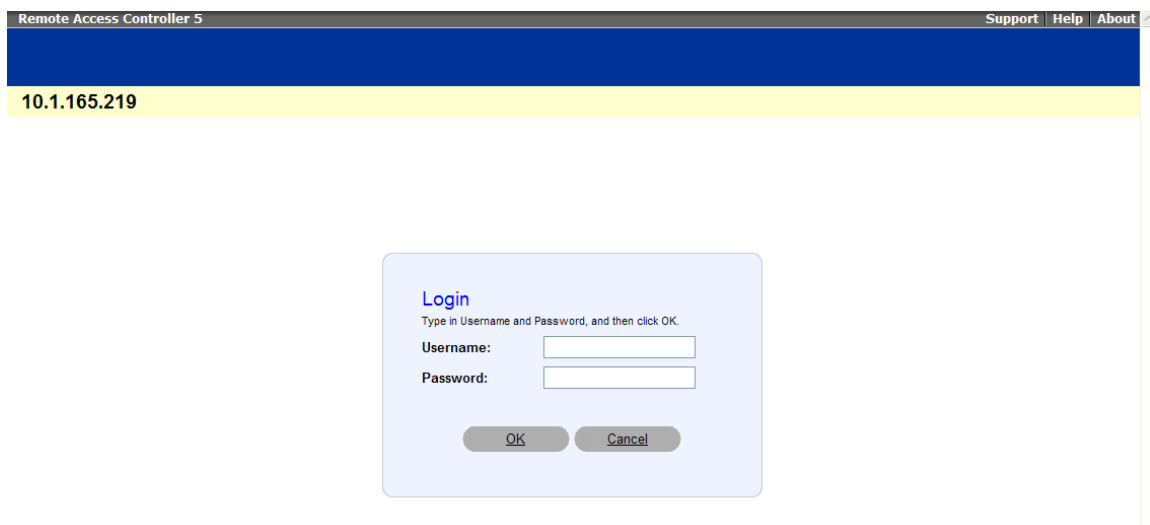 Remote Access Controller 5 Support Help About
10.1.165.219
Login
Type in Username and Password, and then click OK.
Username:
Password:
OK Cancel